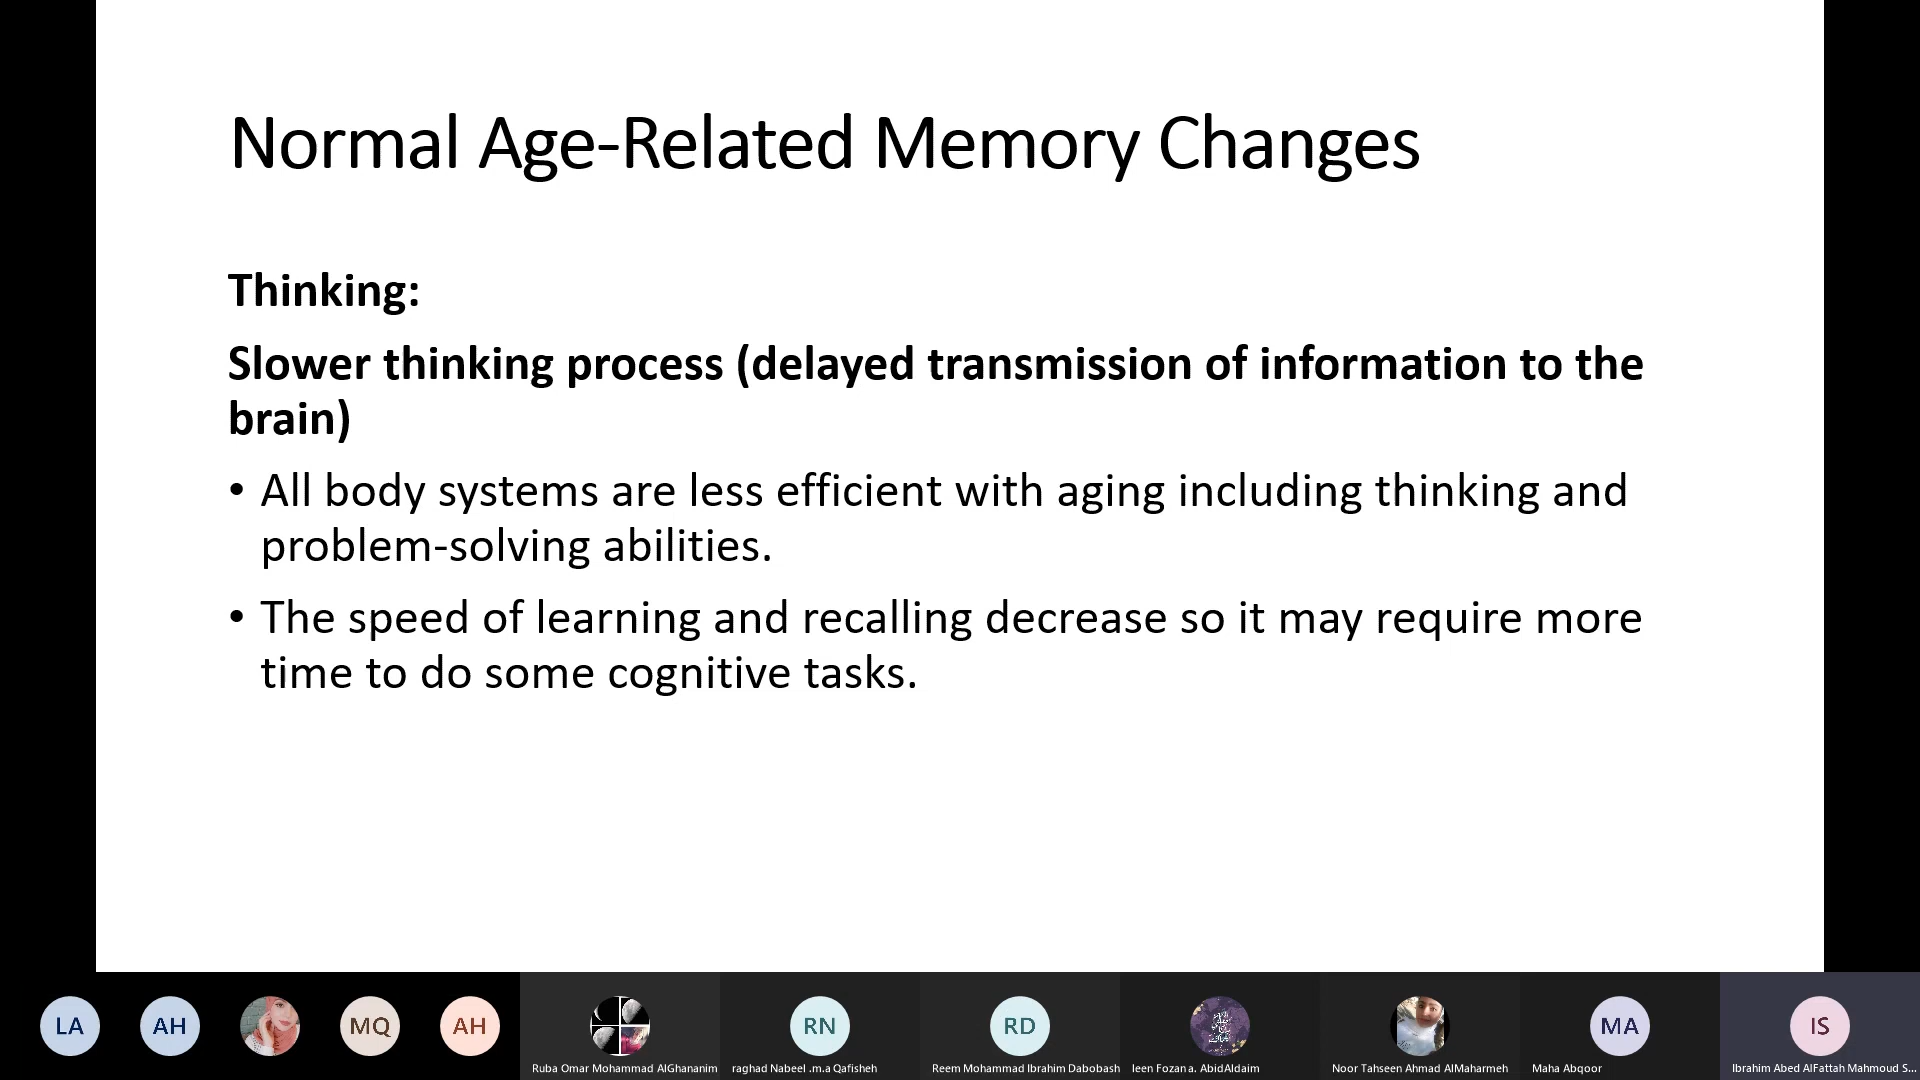 Normal Age-Related Memory Changes
Thinking:
Slower thinking process (delayed transmission of information to the
brain)
• All body systems are less efficient with aging including thinking and
problem-solving abilities.
• The speed of learning and recalling decrease so it may require more
time to do some cognitive tasks.
LA AH MQ AH RN RD MA IS
Ruba Omar Mohammad AlGhananim raghad Nabeel .m.a Qafisheh Reem Mohammad Ibrahim Dabobash leen Fozan a. AbidAldaim Noor Tahseen Ahmad AlMaharmeh Maha Abqoor Ibrahim Abed AlFattah Mahmoud S...